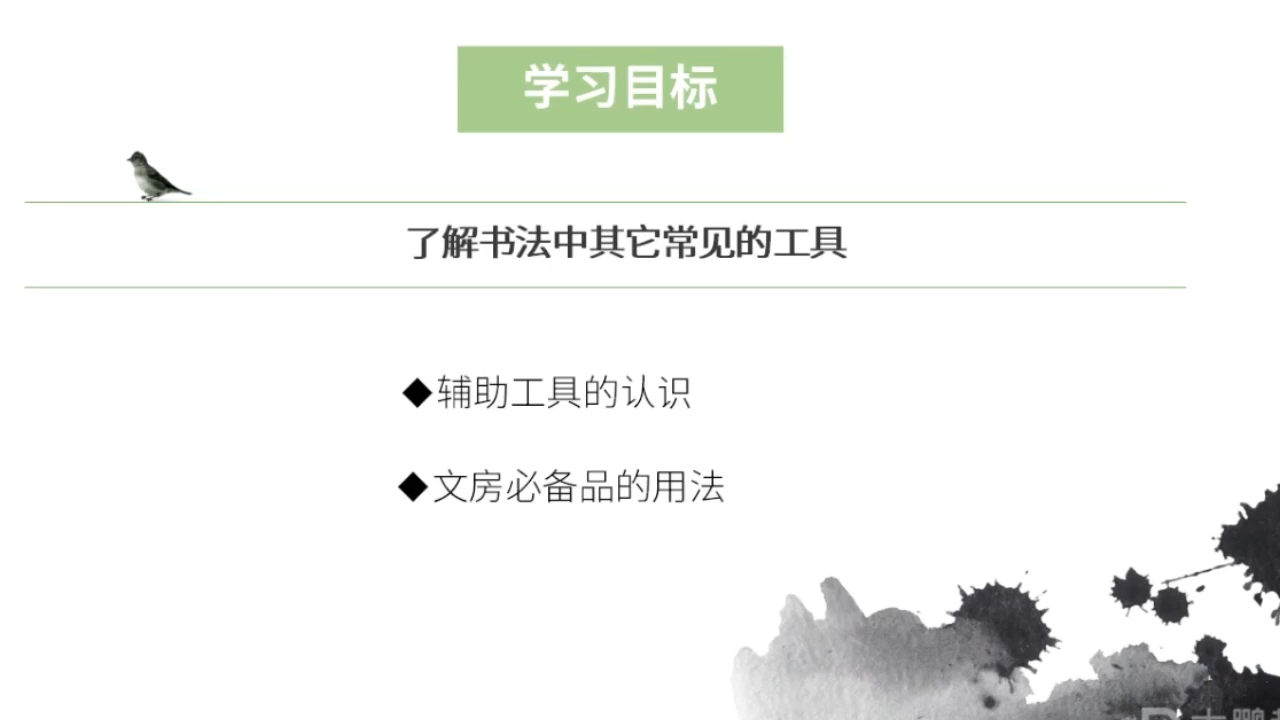 学习目标
了解书法中其它常见的工具
◆辅助工具的认识
◆文房必备品的用法